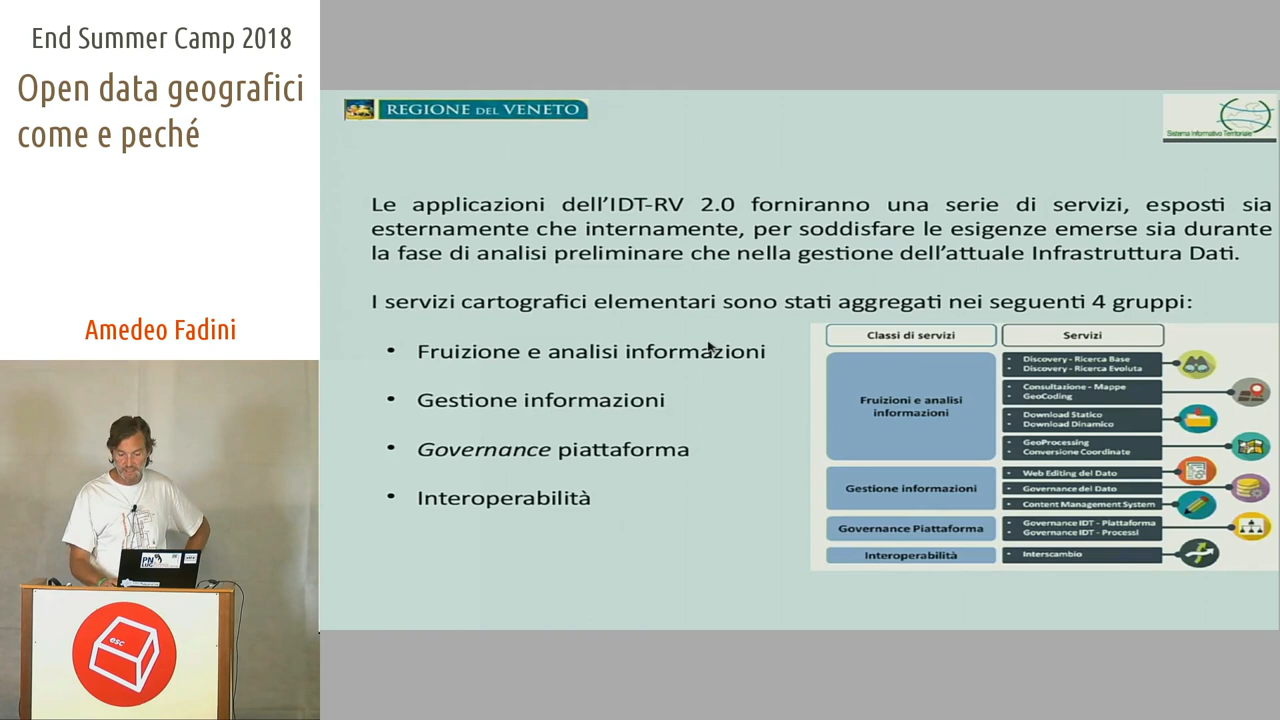 End Summer Camp 2018
Open data geografici
come e peché
Amedeo Fadini
REGIONE DEL VENETO
Sistema Informativo Territoriale
Le applicazioni dell'IDT-RV 2.0 forniranno una serie di servizi, esposti sia
esternamente che internamente, per soddisfare le esigenze emerse sia durante
la fase di analisi preliminare che nella gestione dell'attuale Infrastruttura Dati.
I servizi cartografici elementari sono stati aggregati nei seguenti 4 gruppi:
• Fruizione e analisi informazioni
• Gestione informazioni
• Governance piattaforma
• Interoperabilità
Classi di servizi
Servizi
Fruizioni e analisi
informazioni
• Discovery - Ricerca Base
• Discovery - Ricerca Evoluta
• Consultazione - Mappe
• GeoCoding
• Download Statico
• Download Dinamico
• GeoProcessing
• Conversione Coordinate
Gestione informazioni
• Web Editing del Dato
• Governance del Dato
• Content Management System
Governance Piattaforma
• Governance IDT - Piattaforma
• Governance IDT - Processi
Interoperabilità
• Interscambio
PN
LUG
esc